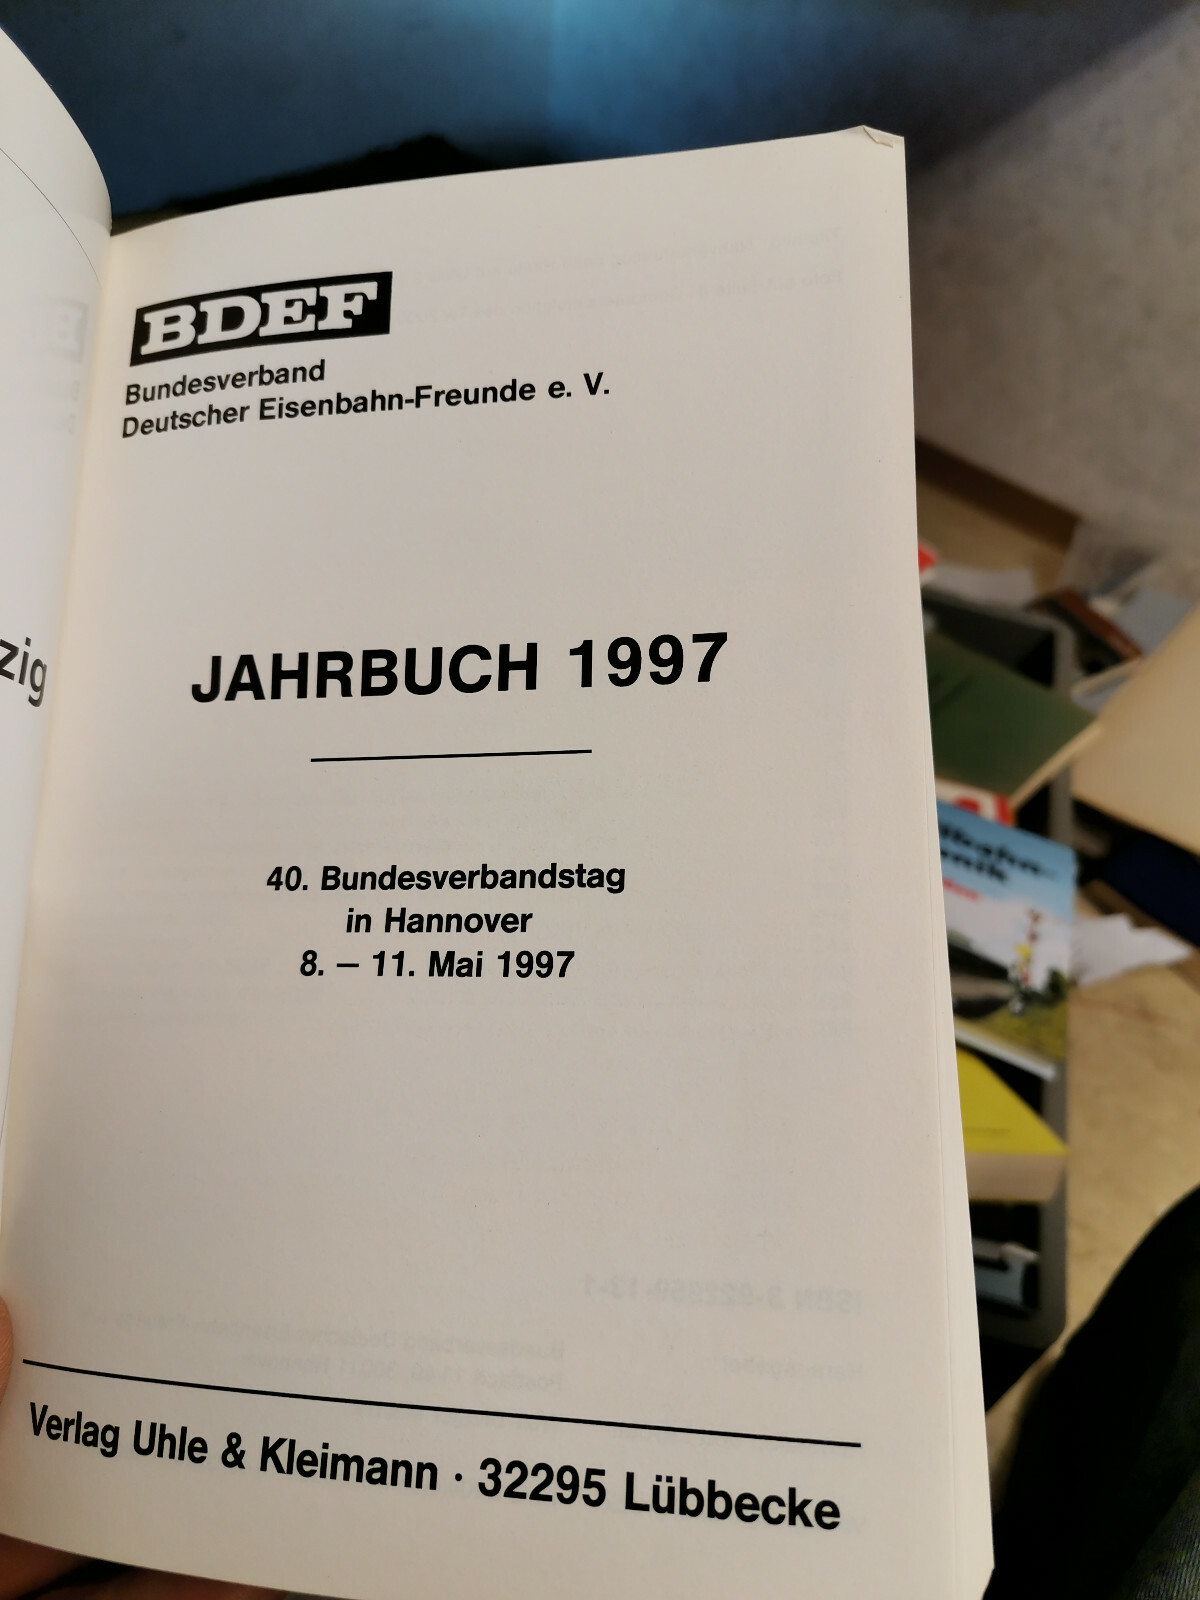 zig
BDEF
Bundesverband
Deutscher Eisenbahn-Freunde e. V.
JAHRBUCH 1997
40. Bundesverbandstag
in Hannover
8. – 11. Mai 1997
Verlag Uhle & Kleimann · 32295 Lübbecke